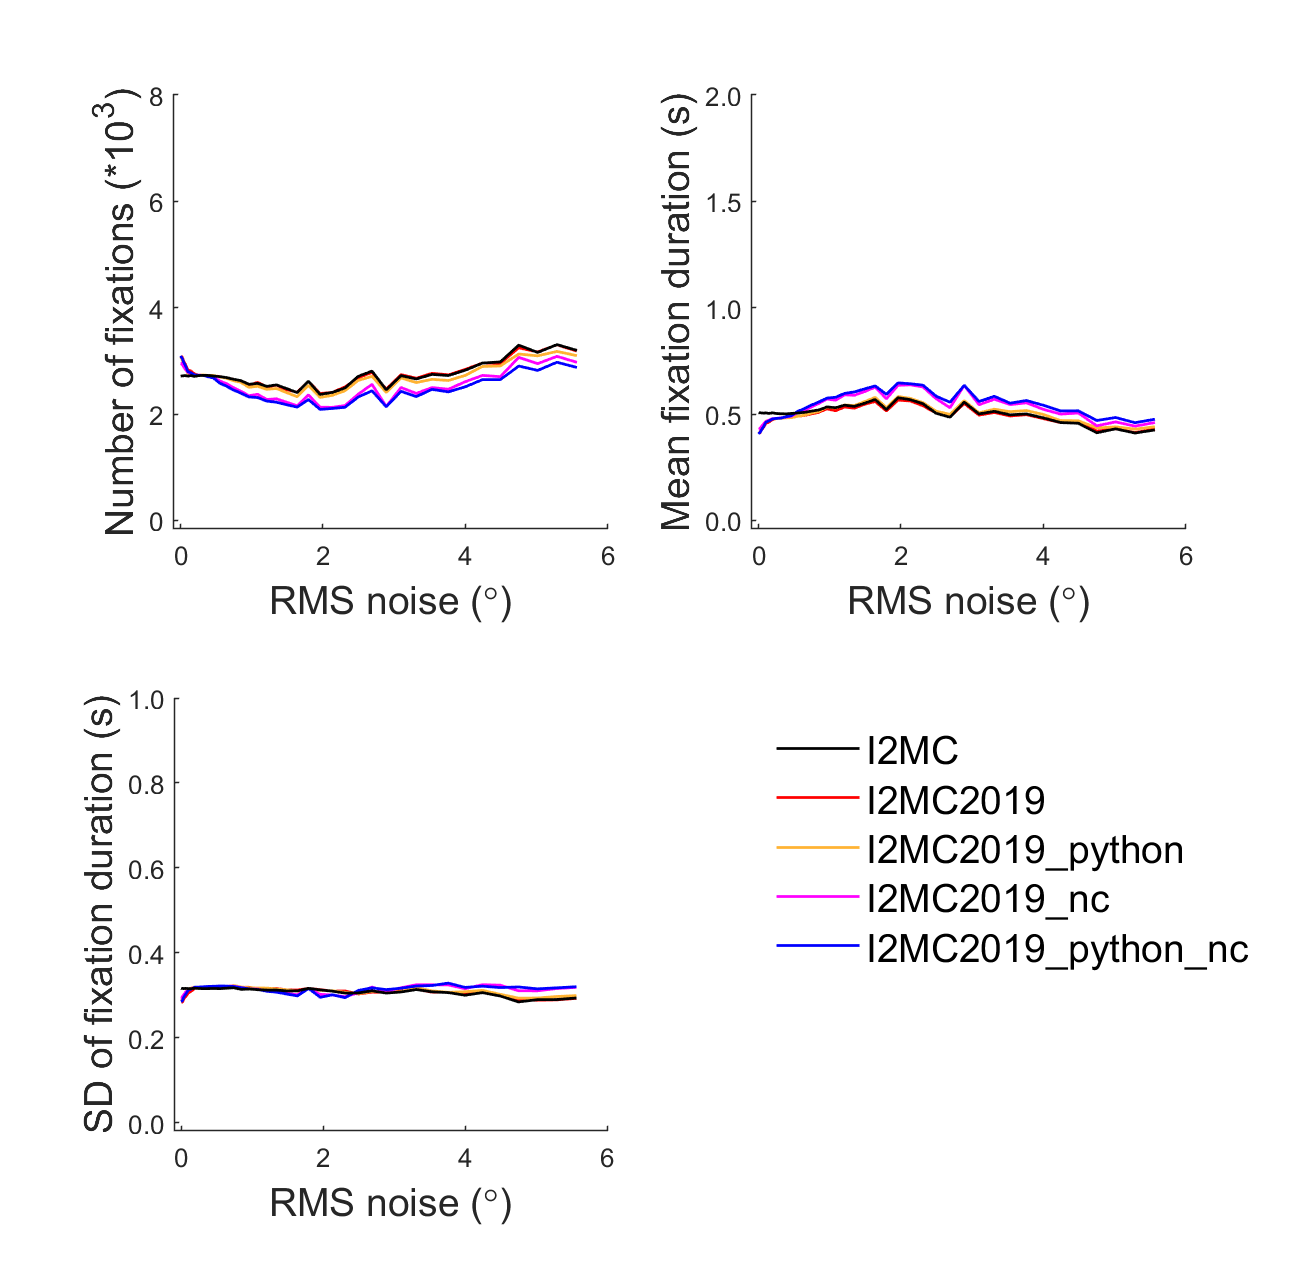 Number of fixations (*10³)
8
6
4
2
0
0 2 4 6
RMS noise (°)
Mean fixation duration (s)
2.0
1.5
1.0
0.5
0.0
0 2 4 6
RMS noise (°)
SD of fixation duration (s)
1.0
0.8
0.6
0.4
0.2
0.0
0 2 4 6
RMS noise (°)
I2MC
I2MC2019
I2MC2019_python
I2MC2019_nc
I2MC2019_python_nc